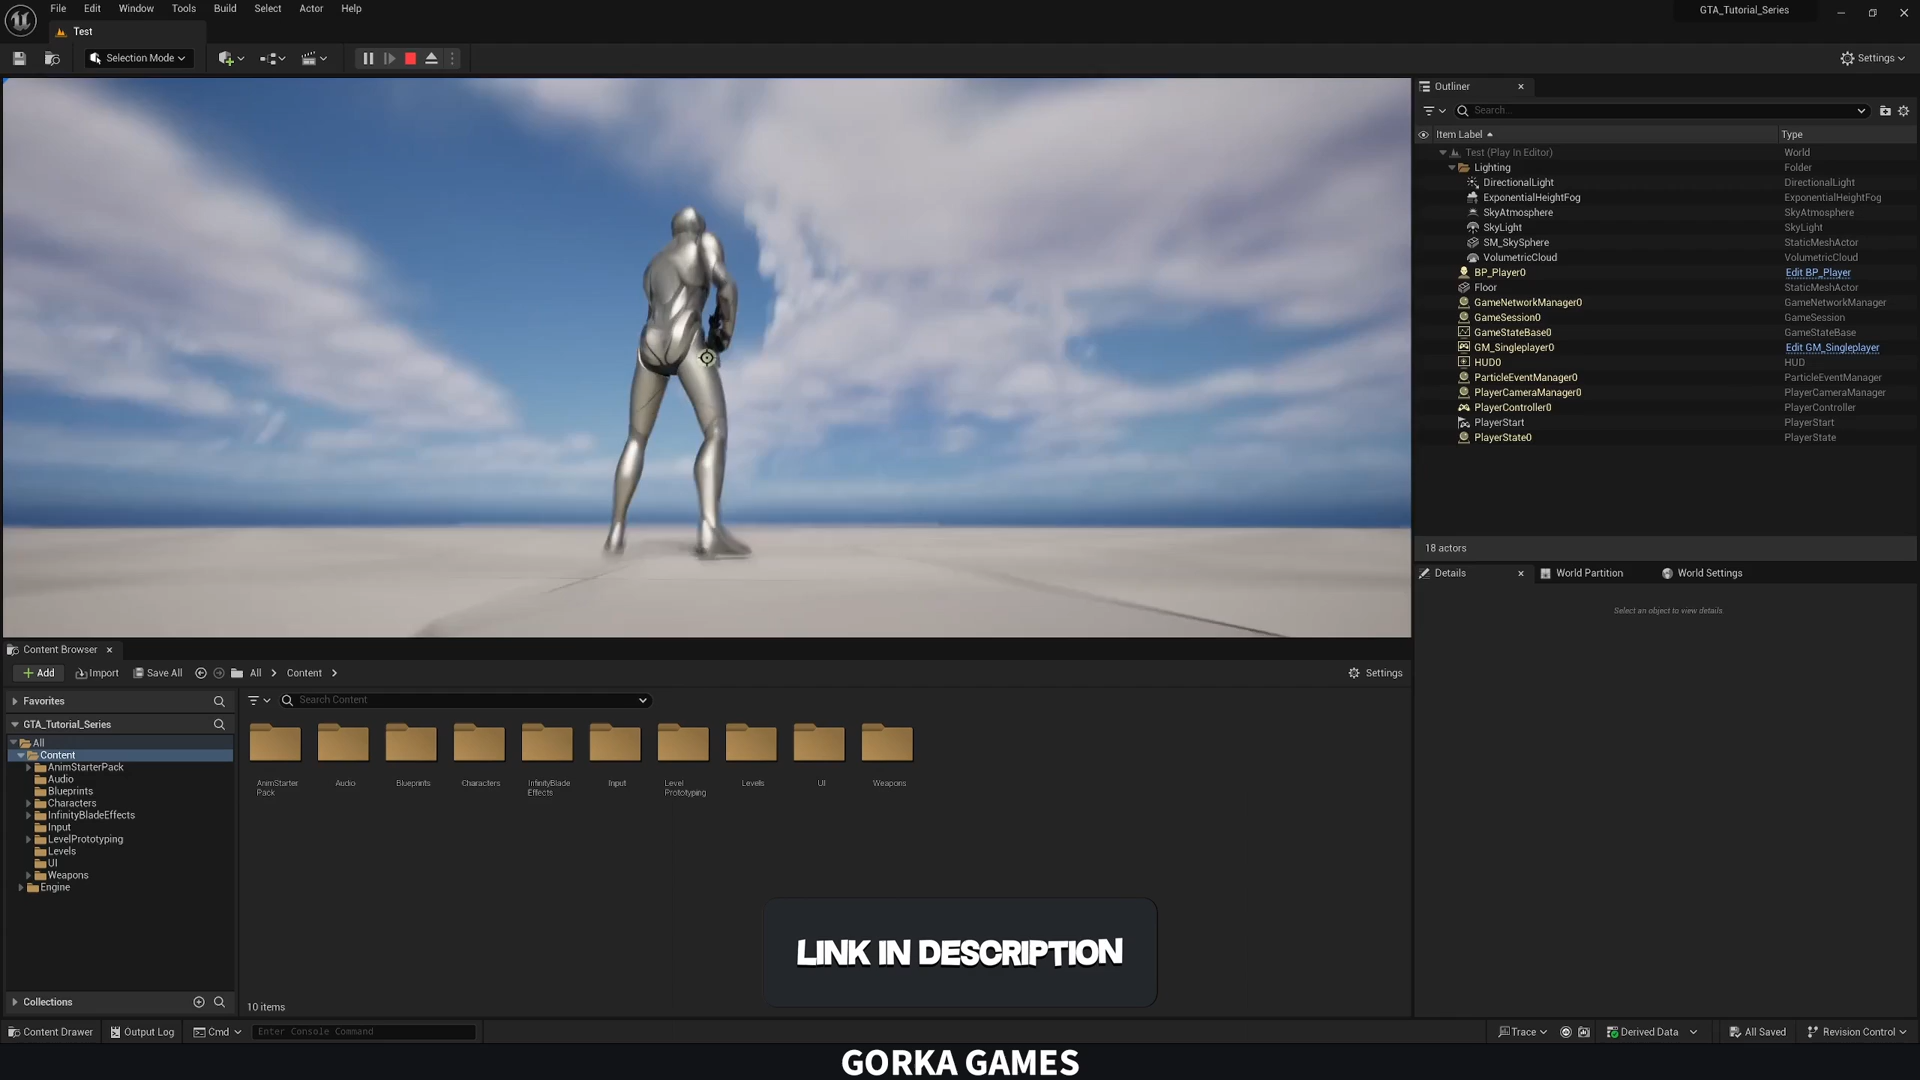 File Edit Window Tools Build Select Actor Help
GTA_Tutorial_Series
Test
Selection Mode
Settings
Outliner
Search...
Item Label Type
Test (Play In Editor) World
Lighting Folder
DirectionalLight DirectionalLight
ExponentialHeightFog ExponentialHeightFog
SkyAtmosphere SkyAtmosphere
SkyLight SkyLight
SM_SkySphere StaticMeshActor
VolumetricCloud VolumetricCloud
BP_Player0 Edit BP_Player
Floor StaticMeshActor
GameNetworkManager0 GameNetworkManager
GameSession0 GameSession
GameStateBase0 GameStateBase
GM_Singleplayer0 Edit GM_Singleplayer
HUD0 HUD
ParticleEventManager0 ParticleEventManager
PlayerCameraManager0 PlayerCameraManager
PlayerController0 PlayerController
PlayerStart PlayerStart
PlayerState0 PlayerState
18 actors
Details World Partition World Settings
Select an object to view details.
Content Browser
Add Import Save All All Content Settings
Favorites
Search Content
GTA_Tutorial_Series
All
Content
AnimStarterPack
Audio
Blueprints
Characters
InfinityBladeEffects
Input
LevelPrototyping
Levels
UI
Weapons
Engine
AnimStarter Audio Blueprints Characters InfinityBlade Input Level Levels UI Weapons
Pack Effects Prototyping
LINK IN DESCRIPTION
Collections
10 items
Content Drawer Output Log Cmd Enter Console Command Trace Derived Data All Saved Revision Control
GORKA GAMES